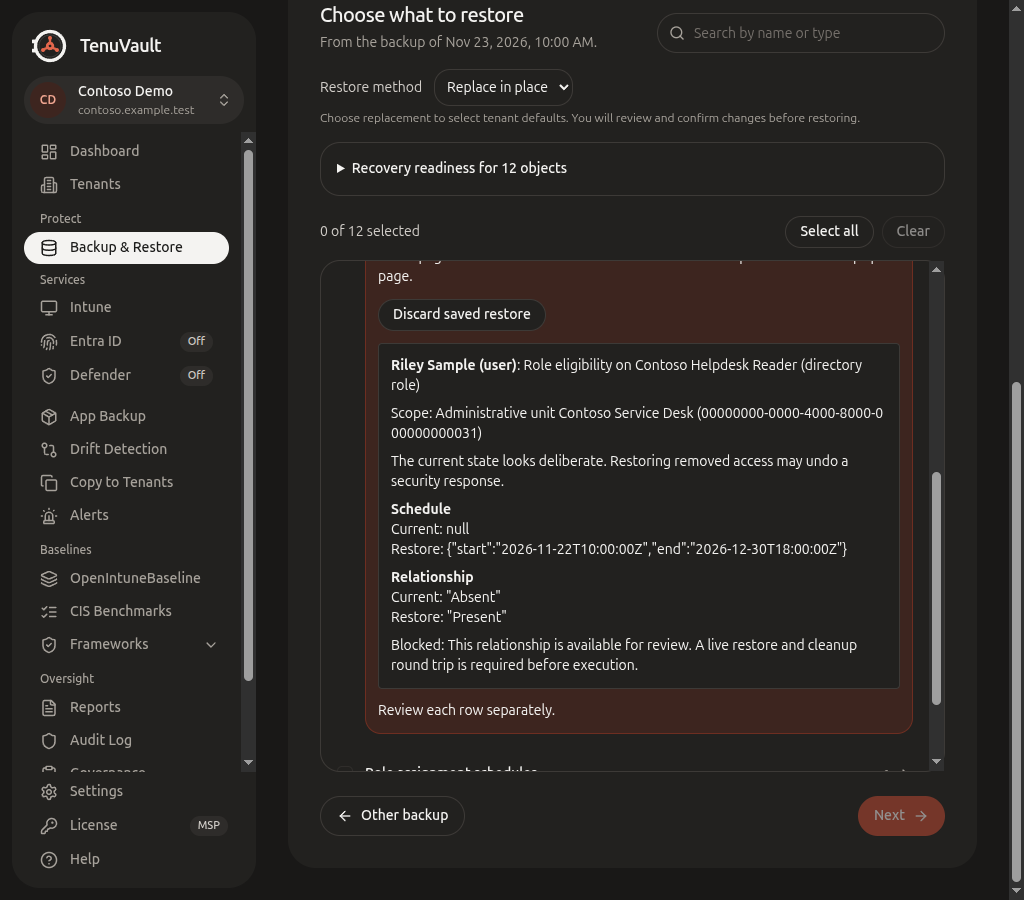 TenuVault
CD
Contoso Demo
contoso.example.test
Dashboard
Tenants
Protect
Backup & Restore
Services
Intune
Entra ID
Off
Defender
Off
App Backup
Drift Detection
Copy to Tenants
Alerts
Baselines
OpenIntuneBaseline
CIS Benchmarks
Frameworks
Oversight
Reports
Audit Log
Governance
Settings
License
MSP
Help
Choose what to restore
From the backup of Nov 23, 2026, 10:00 AM.
Search by name or type
Restore method
Replace in place
Choose replacement to select tenant defaults. You will review and confirm changes before restoring.
Recovery readiness for 12 objects
0 of 12 selected
Select all
Clear
page.
Discard saved restore
Riley Sample (user): Role eligibility on Contoso Helpdesk Reader (directory
role)
Scope: Administrative unit Contoso Service Desk (00000000-0000-4000-8000-0
00000000031)
The current state looks deliberate. Restoring removed access may undo a
security response.
Schedule
Current: null
Restore: {"start":"2026-11-22T10:00:00Z","end":"2026-12-30T18:00:00Z"}
Relationship
Current: "Absent"
Restore: "Present"
Blocked: This relationship is available for review. A live restore and cleanup
round trip is required before execution.
Review each row separately.
Role assignment schedules
Other backup
Next